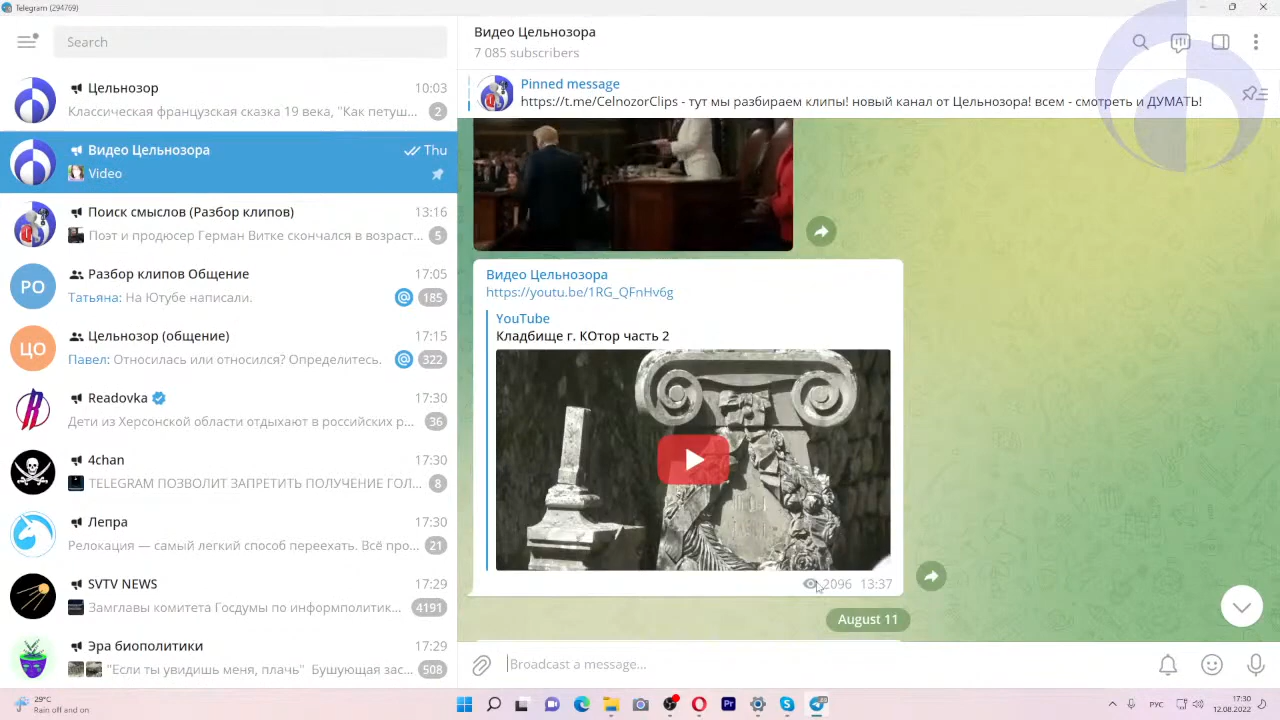 Telegram (294769)
Search
Цельнозор 10:03
Классическая французская сказка 19 века, "Как петуш... 2
Видео Цельнозора Thu
Video
Поиск смыслов (Разбор клипов) 13:16
Поэт и продюсер Герман Витке скончался в возраст... 5
РО
Разбор клипов Общение 17:05
Татьяна: На Ютубе написали. @ 185
ЦО
Цельнозор (общение) 17:15
Павел: Относилась или относился? Определитесь. @ 322
Readovka 17:30
Дети из Херсонской области отдыхают в российских р... 36
4chan 17:30
TELEGRAM ПОЗВОЛИТ ЗАПРЕТИТЬ ПОЛУЧЕНИЕ ГОЛ... 8
Лепра 17:30
Релокация — самый легкий способ переехать. Всё про... 21
SVTV NEWS 17:29
Замглавы комитета Госдумы по информполитик... 4191
Эра биополитики 17:29
"Если ты увидишь меня, плачь" Бушующая зас... 508
Видео Цельнозора
7 085 subscribers
Pinned message
https://t.me/CelnozorClips - тут мы разбираем клипы! новый канал от Цельнозора! всем - смотреть и ДУМАТЬ!
Видео Цельнозора
https://youtu.be/1RG_QFnHv6g
YouTube
Кладбище г. КОтор часть 2
2096 13:37
August 11
Broadcast a message...
29°C
Rain off and on
Pr
РУС
17:30
12.08.2022